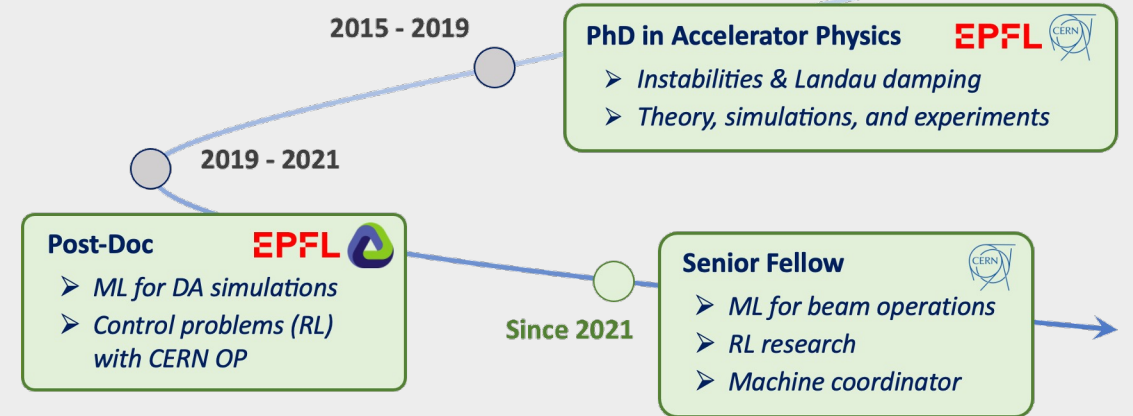 2015 - 2019
PhD in Accelerator Physics EPFL CERN
➤ Instabilities & Landau damping
➤ Theory, simulations, and experiments
2019 - 2021
Post-Doc EPFL
➤ ML for DA simulations
➤ Control problems (RL)
with CERN OP
Since 2021
Senior Fellow CERN
➤ ML for beam operations
➤ RL research
➤ Machine coordinator